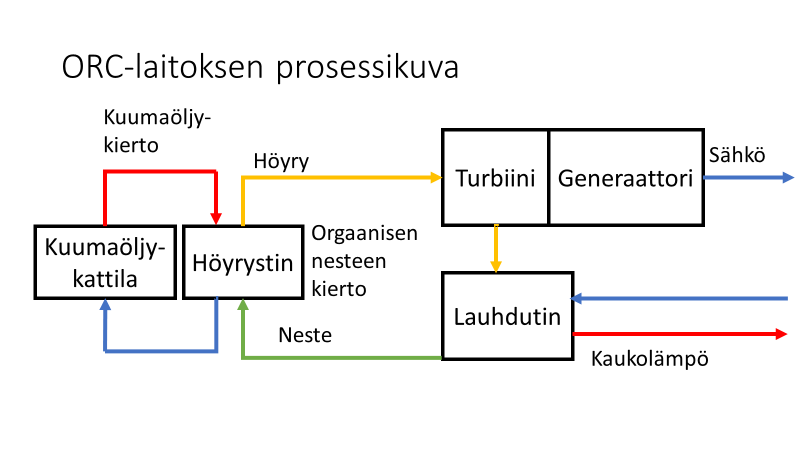 ORC-laitoksen prosessikuva
Kuumaöljy-
kierto
Höyry
Turbiini
Generaattori
Sähkö
Kuumaöljy-
kattila
Höyrystin
Orgaanisen
nesteen
kierto
Lauhdutin
Neste
Kaukolämpö